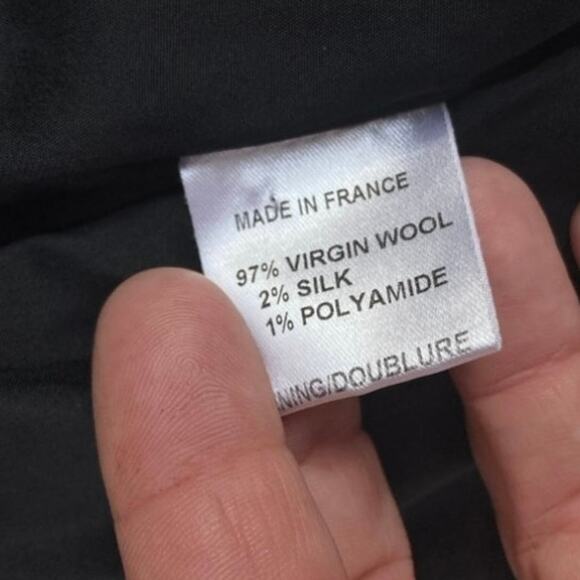 MADE IN FRANCE
97% VIRGIN WOOL
2% SILK
1% POLYAMIDE
NING/DOUBLURE